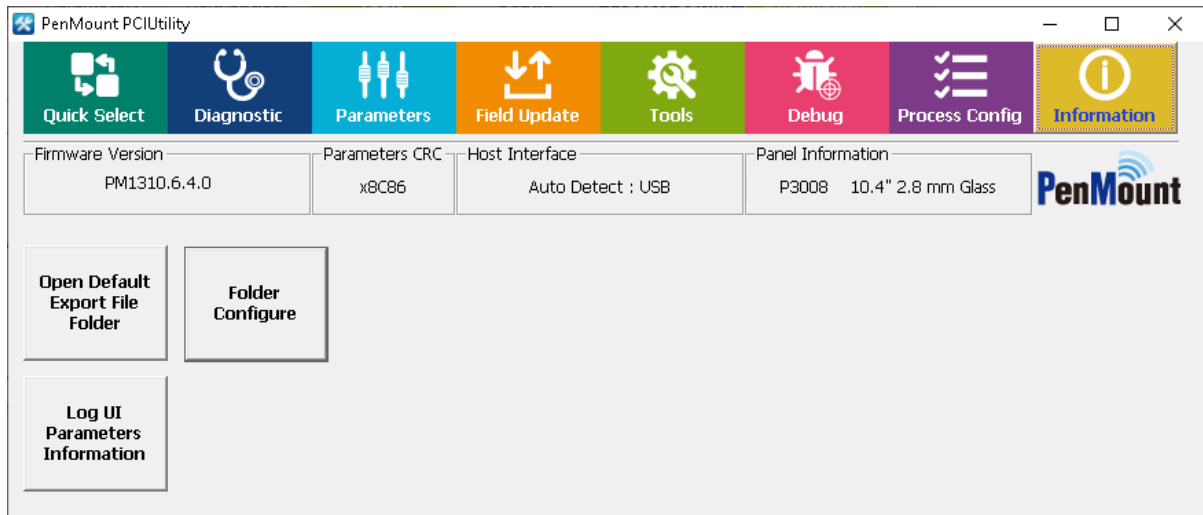 PenMount PCIUtility
Quick Select
Diagnostic
Parameters
Field Update
Tools
Debug
Process Config
Information
Firmware Version
PM1310.6.4.0
Parameters CRC
x8C86
Host Interface
Auto Detect : USB
Panel Information
P3008 10.4" 2.8 mm Glass
PenMount
Open Default
Export File
Folder
Folder
Configure
Log UI
Parameters
Information